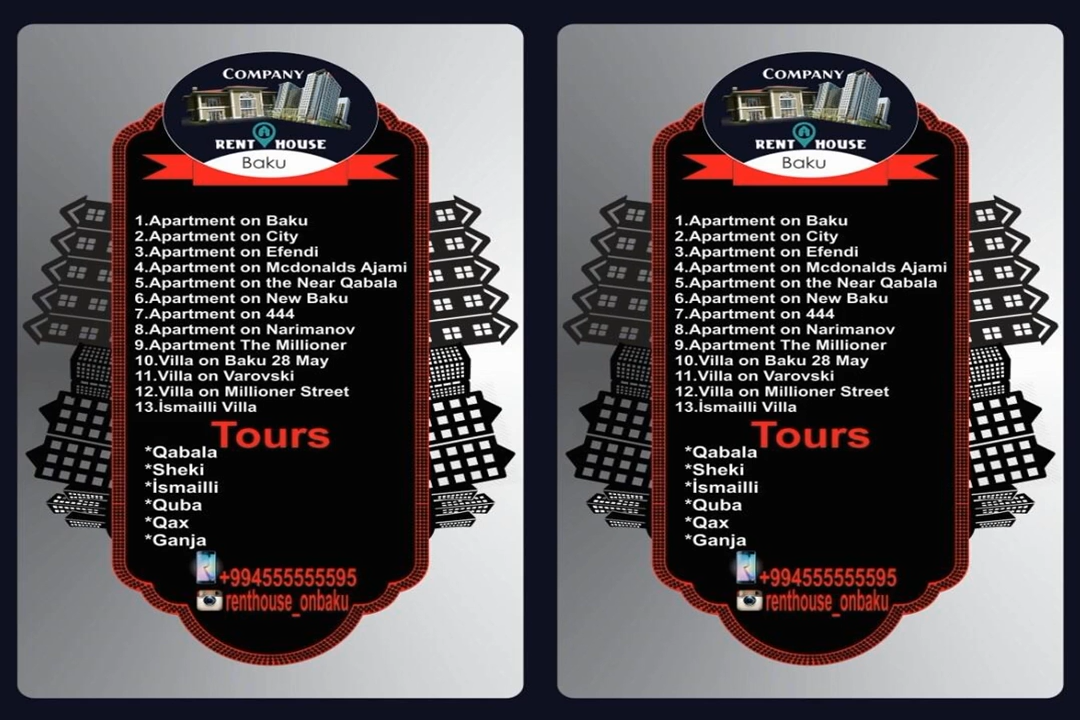 COMPANY
RENT HOUSE
Baku
1.Apartment on Baku
2.Apartment on City
3.Apartment on Efendi
4.Apartment on Mcdonalds Ajami
5.Apartment on the Near Qabala
6.Apartment on New Baku
7.Apartment on 444
8.Apartment on Narimanov
9.Apartment The Millioner
10.Villa on Baku 28 May
11.Villa on Varovski
12.Villa on Millioner Street
13.İsmailli Villa
Tours
*Qabala
*Sheki
*İsmailli
*Quba
*Qax
*Ganja
+994555555595
renthouse_onbaku
COMPANY
RENT HOUSE
Baku
1.Apartment on Baku
2.Apartment on City
3.Apartment on Efendi
4.Apartment on Mcdonalds Ajami
5.Apartment on the Near Qabala
6.Apartment on New Baku
7.Apartment on 444
8.Apartment on Narimanov
9.Apartment The Millioner
10.Villa on Baku 28 May
11.Villa on Varovski
12.Villa on Millioner Street
13.İsmailli Villa
Tours
*Qabala
*Sheki
*İsmailli
*Quba
*Qax
*Ganja
+994555555595
renthouse_onbaku